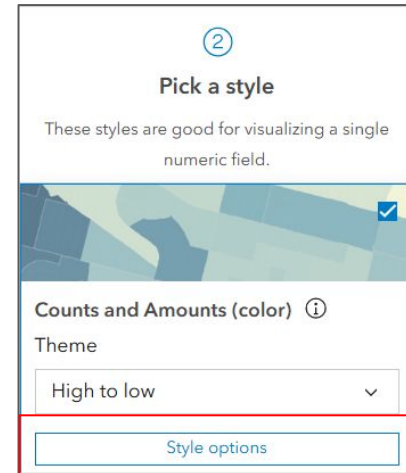 2
Pick a style
These styles are good for visualizing a single
numeric field.
Counts and Amounts (color)
Theme
High to low
Style options